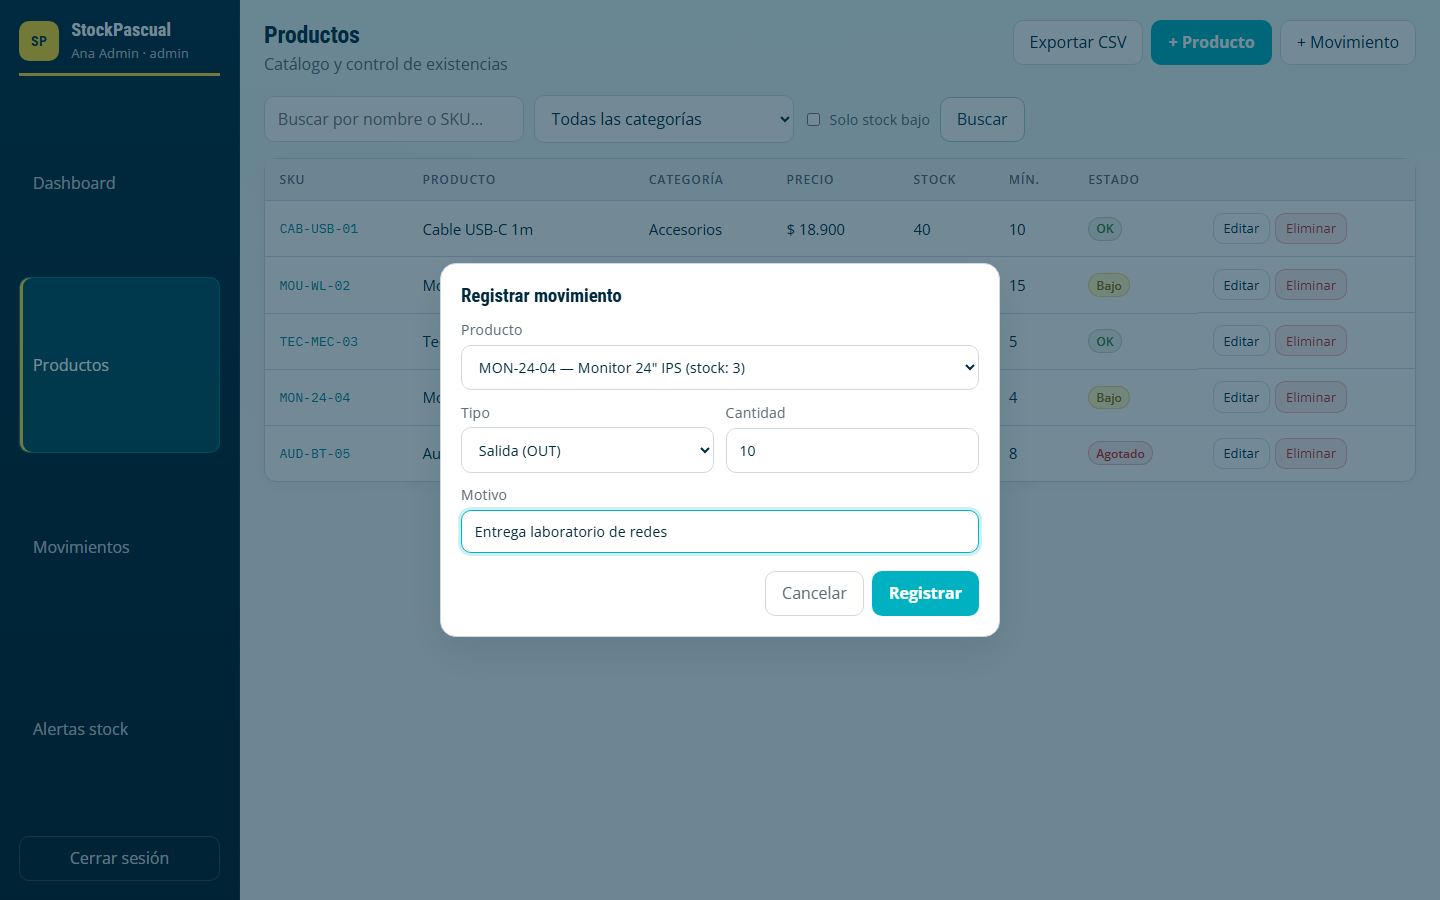 SP
StockPascual
Ana Admin · admin
Dashboard
Productos
Movimientos
Alertas stock
Cerrar sesión
Productos
Catálogo y control de existencias
Exportar CSV
+ Producto
+ Movimiento
Buscar por nombre o SKU...
Todas las categorías
Solo stock bajo
Buscar
SKU PRODUCTO CATEGORÍA PRECIO STOCK MÍN. ESTADO
CAB-USB-01 Cable USB-C 1m Accesorios $ 18.900 40 10 OK Editar Eliminar
MOU-WL-02 15 Bajo Editar Eliminar
TEC-MEC-03 5 OK Editar Eliminar
MON-24-04 4 Bajo Editar Eliminar
AUD-BT-05 8 Agotado Editar Eliminar
Registrar movimiento
Producto
MON-24-04 — Monitor 24" IPS (stock: 3)
Tipo Cantidad
Salida (OUT) 10
Motivo
Entrega laboratorio de redes
Cancelar Registrar